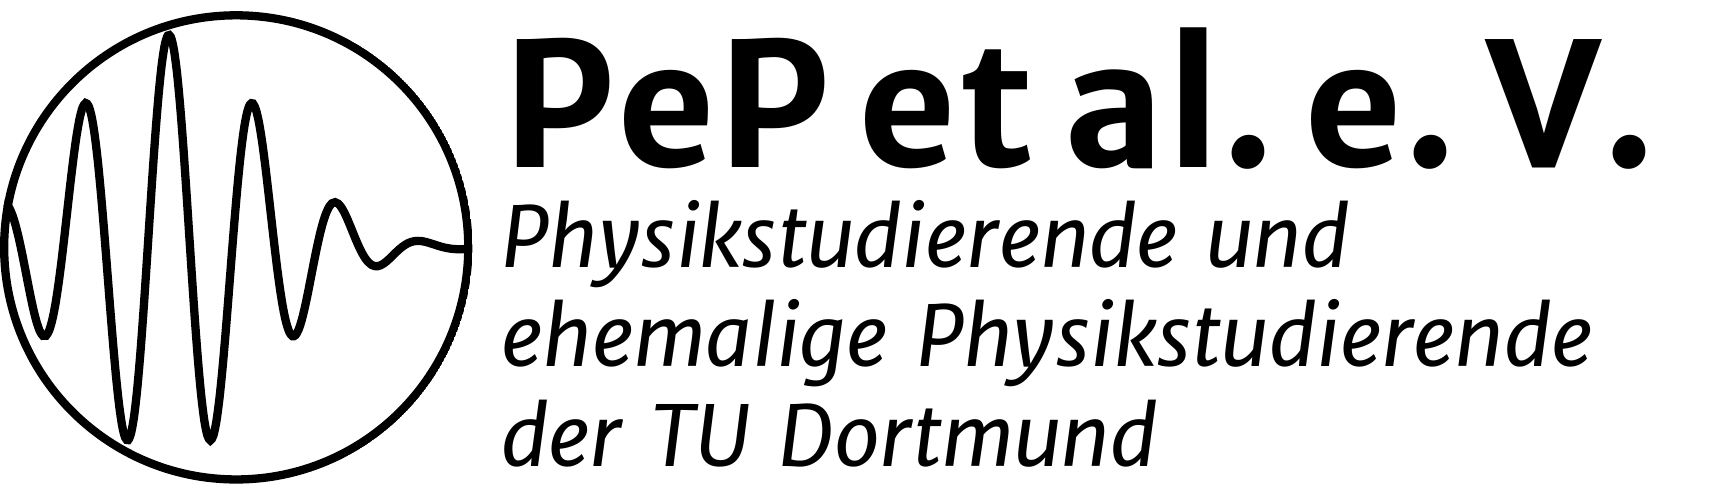 PeP et al. e. V.
Physikstudierende und
ehemalige Physikstudierende
der TU Dortmund